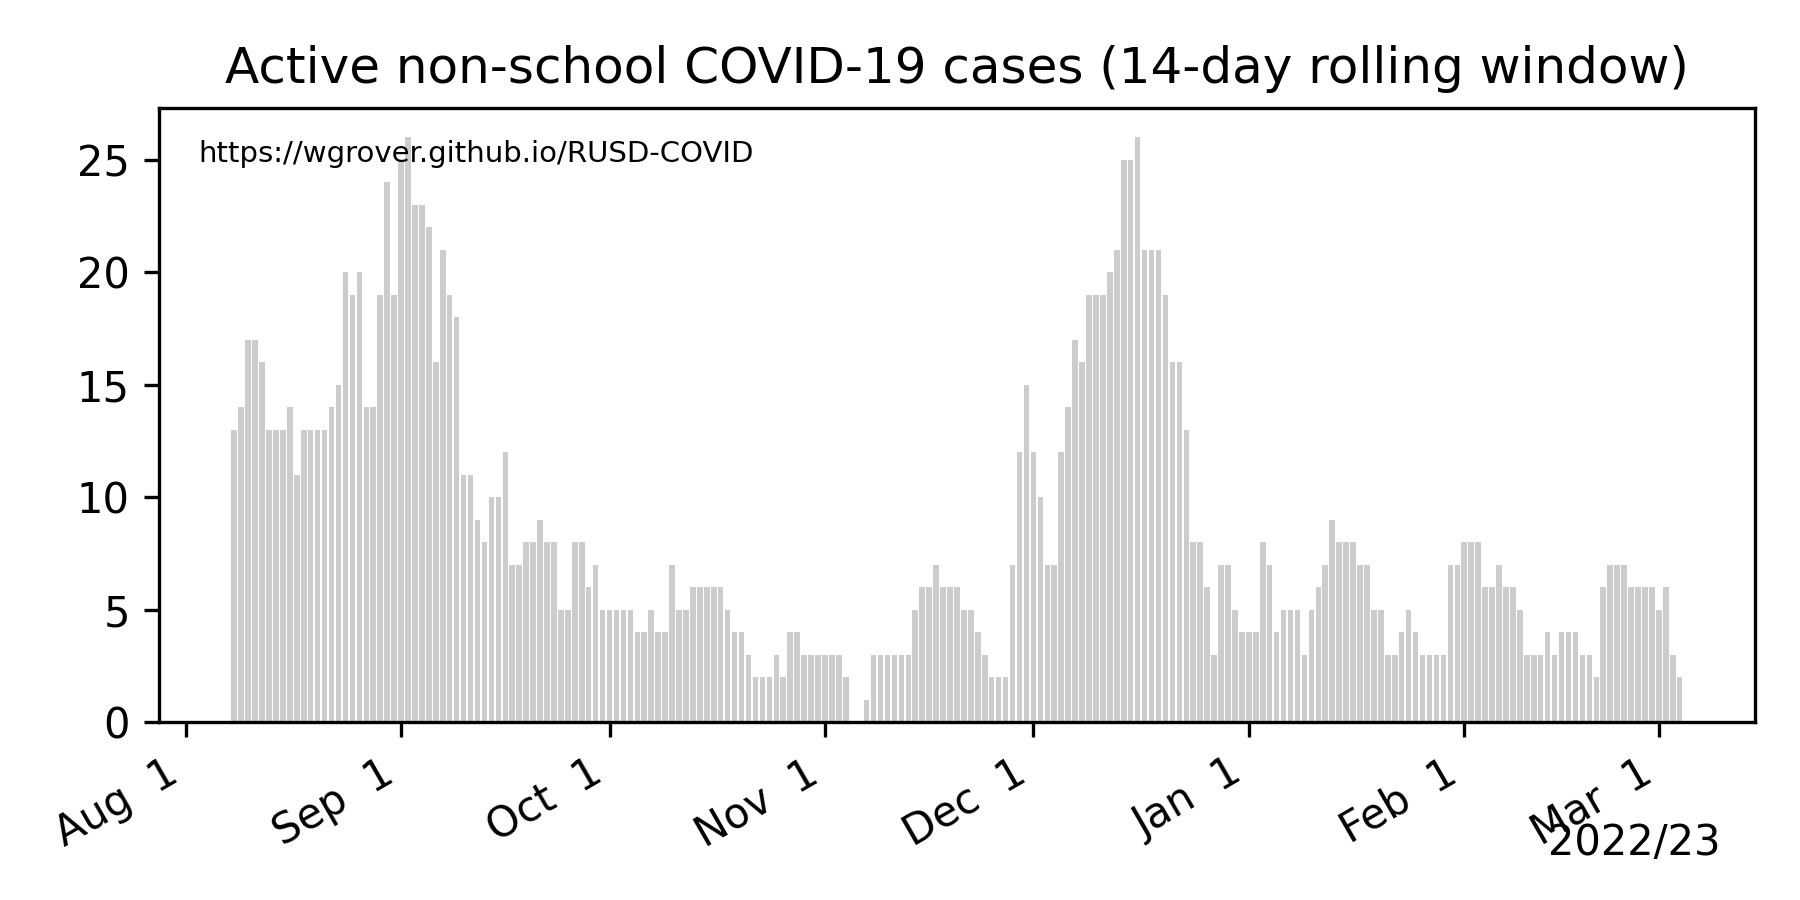 Active non-school COVID-19 cases (14-day rolling window)
https://wgrover.github.io/RUSD-COVID
25
20
15
10
5
0
Aug 1
Sep 1
Oct 1
Nov 1
Dec 1
Jan 1
Feb 1
Mar 1
2022/23